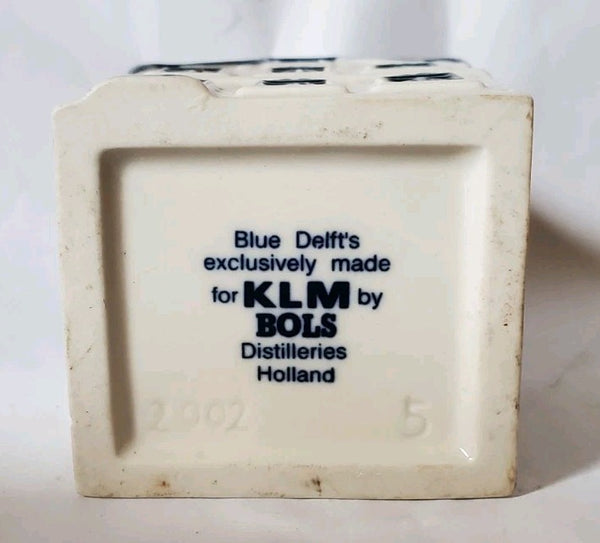 Blue Delft's
exclusively made
for KLM by
BOLS
Distilleries
Holland
2002 5